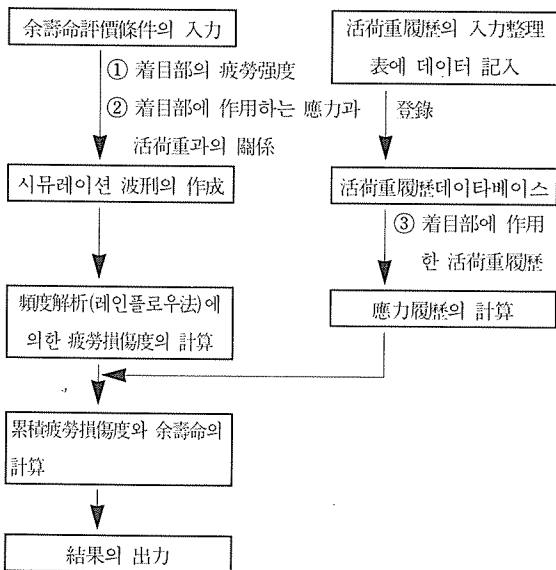 余壽命評價條件의 入力
① 着目部의 疲勞强度
② 着目部에 作用하는 應力과
活荷重과의 關係
시뮤레이션 波刑의 作成
頻度解析(레인플로우法)에
의한 疲勞損傷度의 計算
累積疲勞損傷度와 余壽命의
計算
結果의 出力
活荷重履歷의 入力整理
表에 데이터 記入
登錄
活荷重履歷데이타베이스
③ 着目部에 作用
한 活荷重履歷
應力履歷의 計算